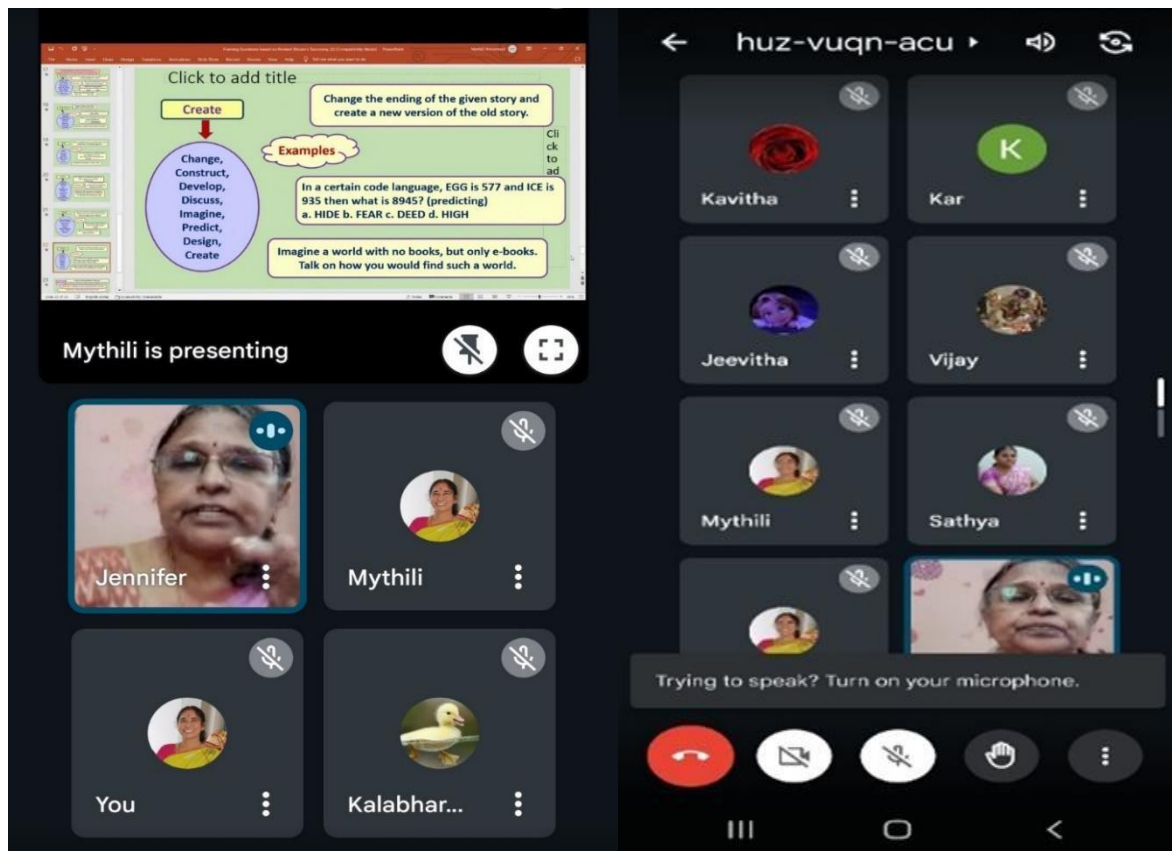 Click to add title
Create
Change the ending of the given story and
create a new version of the old story.
Cli
ck
to
ad
Examples
Change,
Construct,
Develop,
Discuss,
Imagine,
Predict,
Design,
Create
In a certain code language, EGG is 577 and ICE is
935 then what is 8945? (predicting)
a. HIDE b. FEAR c. DEED d. HIGH
Imagine a world with no books, but only e-books.
Talk on how you would find such a world.
Mythili is presenting
Jennifer
Mythili
You
Kalabhar...
huz-vuqn-acu
Kavitha
K
Kar
Jeevitha
Vijay
Mythili
Sathya
Trying to speak? Turn on your microphone.